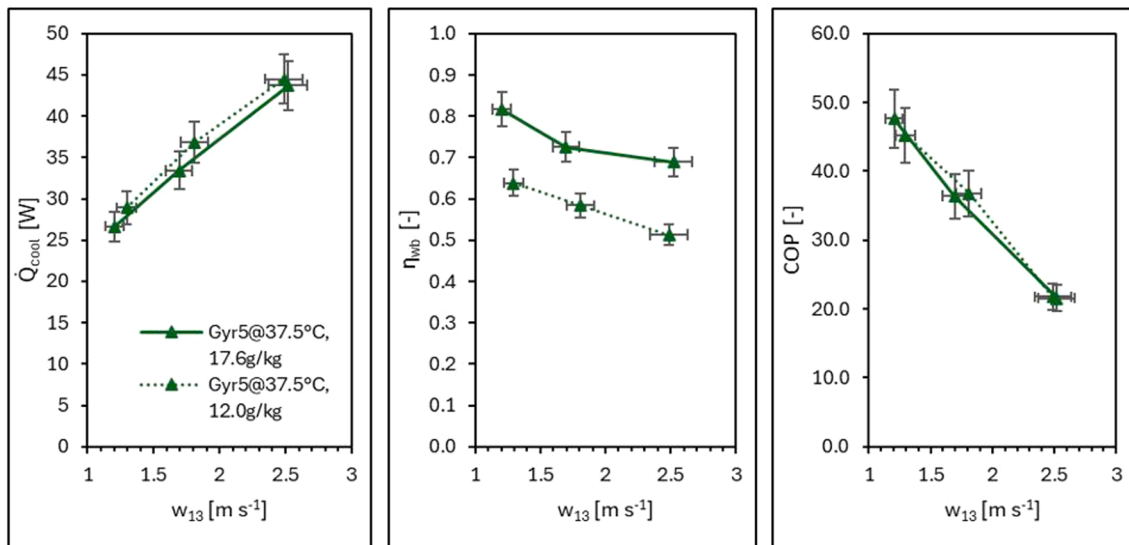 50
45
40
35
30
25
20
15
10
5
0
Q̇cool [W]
Gyr5@37.5°C,
17.6g/kg
Gyr5@37.5°C,
12.0g/kg
1 1.5 2 2.5 3
w13 [m s-1]
1.0
0.9
0.8
0.7
0.6
0.5
0.4
0.3
0.2
0.1
0.0
ηwb [-]
1 1.5 2 2.5 3
w13 [m s-1]
60.0
50.0
40.0
30.0
20.0
10.0
0.0
COP [-]
1 1.5 2 2.5 3
w13 [m s-1]